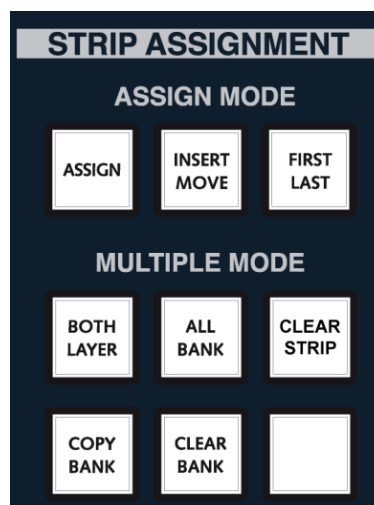 STRIP ASSIGNMENT
ASSIGN MODE
ASSIGN
INSERT
MOVE
FIRST
LAST
MULTIPLE MODE
BOTH
LAYER
ALL
BANK
CLEAR
STRIP
COPY
BANK
CLEAR
BANK